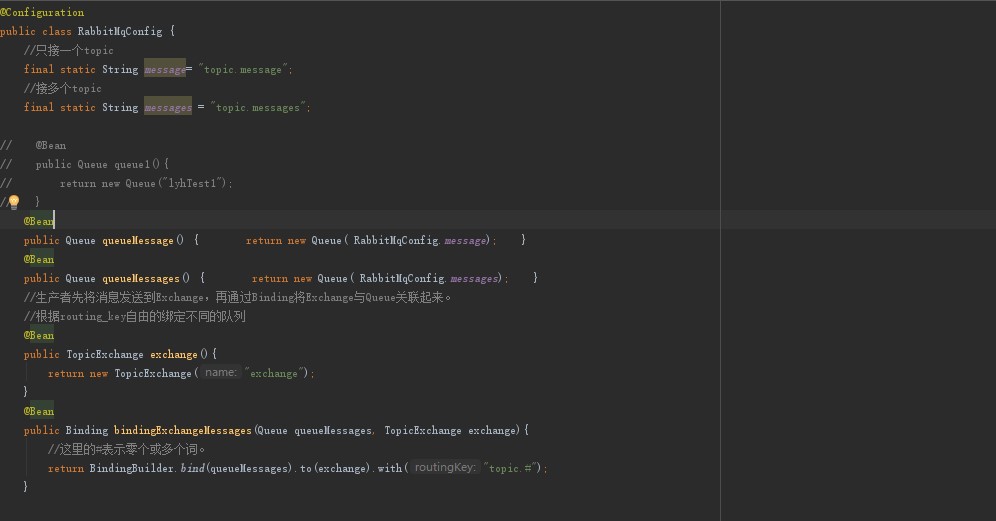 @Configuration
public class RabbitMqConfig {
//只接一个topic
final static String message= "topic.message";
//接多个topic
final static String messages = "topic.messages";
// @Bean
// public Queue queue1(){
// return new Queue("lyhTest1");
// }
@Bean
public Queue queueMessage() { return new Queue( RabbitMqConfig.message); }
@Bean
public Queue queueMessages() { return new Queue( RabbitMqConfig.messages); }
//生产者先将消息发送到Exchange，再通过Binding将Exchange与Queue关联起来。
//根据routing_key自由的绑定不同的队列
@Bean
public TopicExchange exchange(){
return new TopicExchange( name: "exchange");
}
@Bean
public Binding bindingExchangeMessages(Queue queueMessages, TopicExchange exchange){
//这里的#表示零个或多个词。
return BindingBuilder.bind(queueMessages).to(exchange).with( routingKey: "topic.#");
}